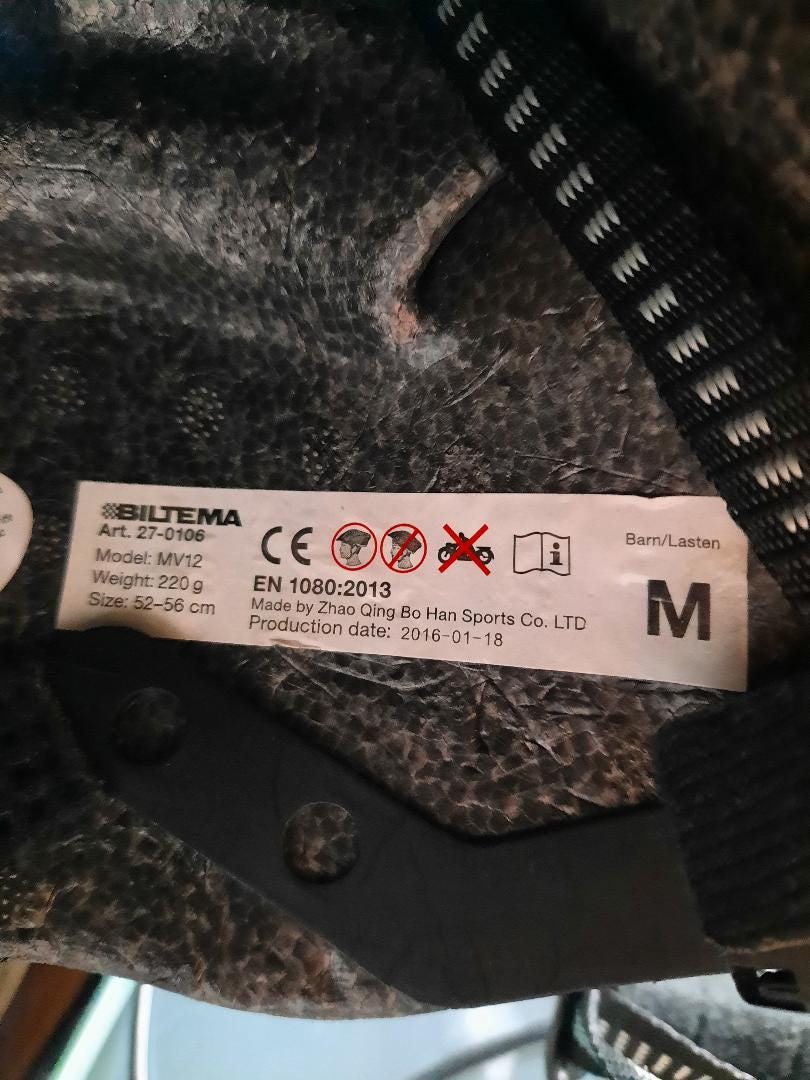 BILTEMA
Art. 27-0106
Model: MV12
Weight: 220 g
Size: 52-56 cm
CE
EN 1080:2013
Made by Zhao Qing Bo Han Sports Co. LTD
Production date: 2016-01-18
i
Barn/Lasten
M